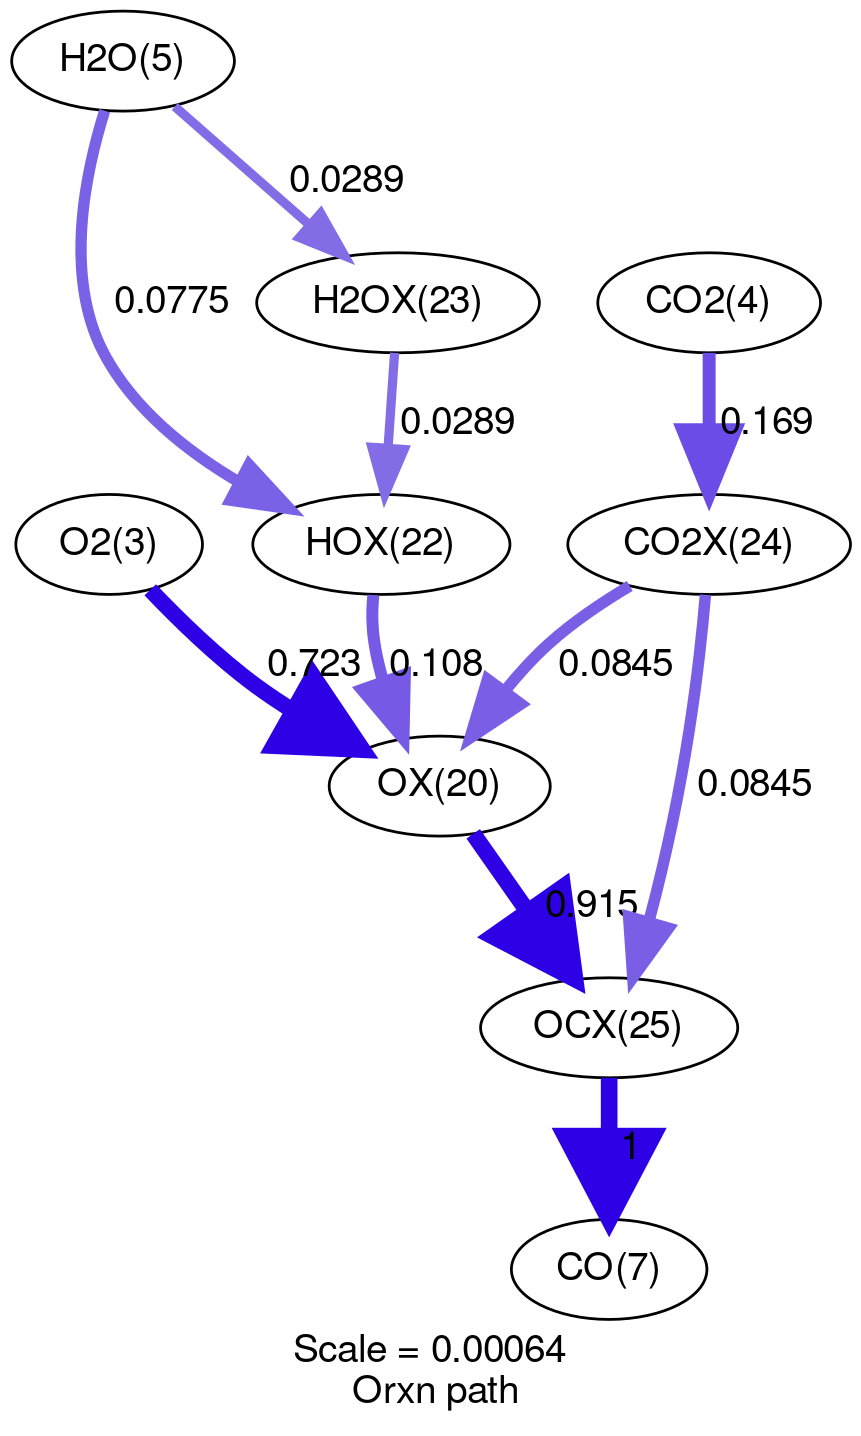 H2O(5)
0.0289
0.0775
H2OX(23)
CO2(4)
0.0289
0.169
O2(3)
HOX(22)
CO2X(24)
0.723
0.108
0.0845
OX(20)
0.0845
0.915
OCX(25)
1
CO(7)
Scale = 0.00064
Orxn path